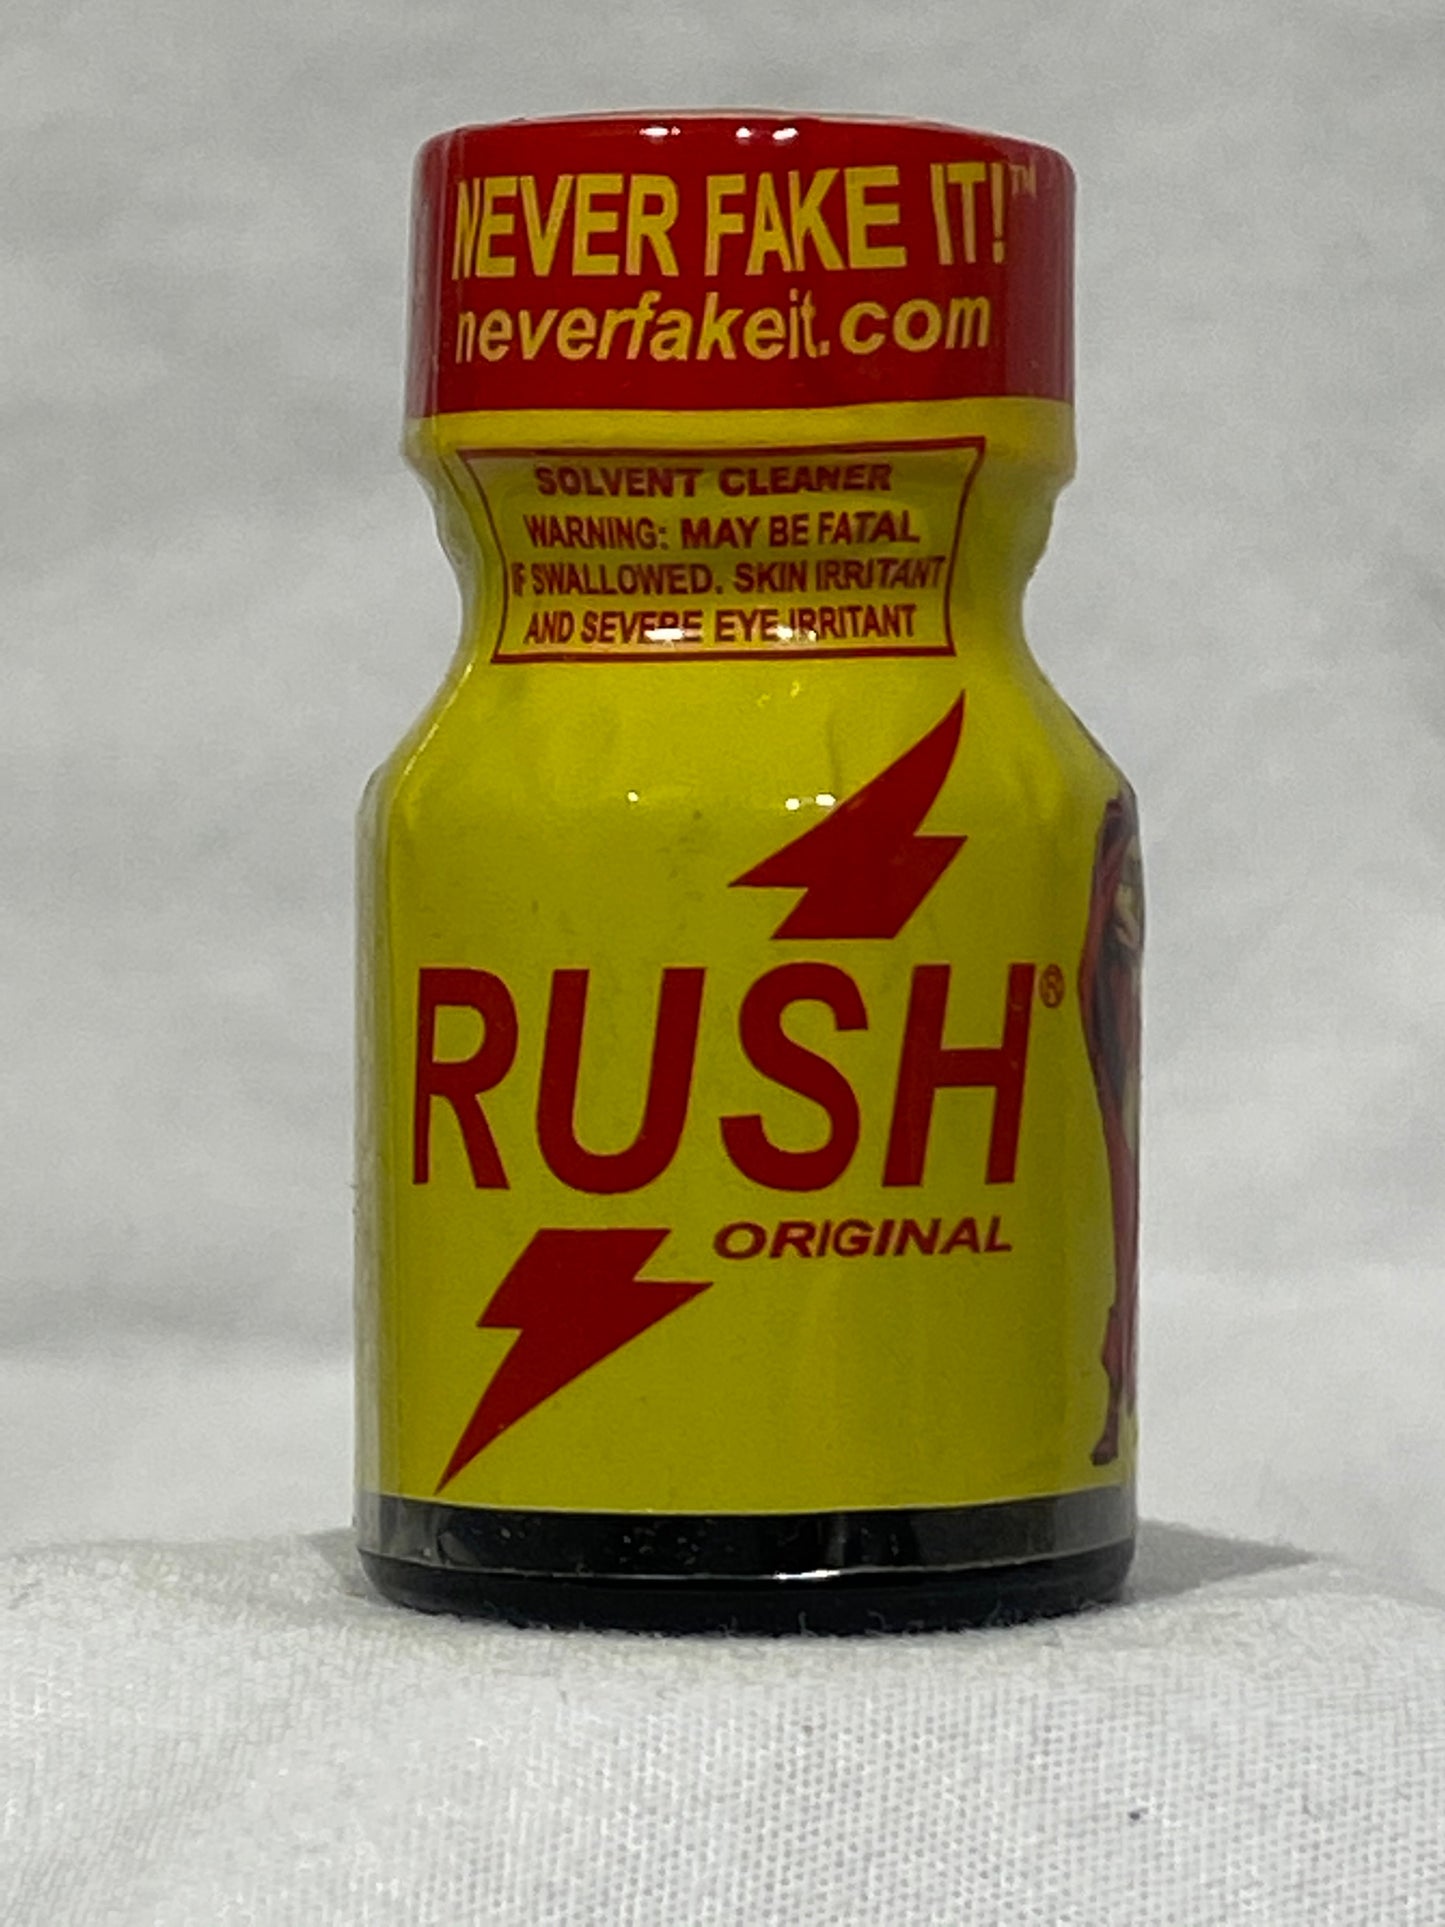 NEVER FAKE IT!™
neverfakeit.com
SOLVENT CLEANER
WARNING: MAY BE FATAL
IF SWALLOWED. SKIN IRRITANT
AND SEVERE EYE IRRITANT
RUSH®
ORIGINAL